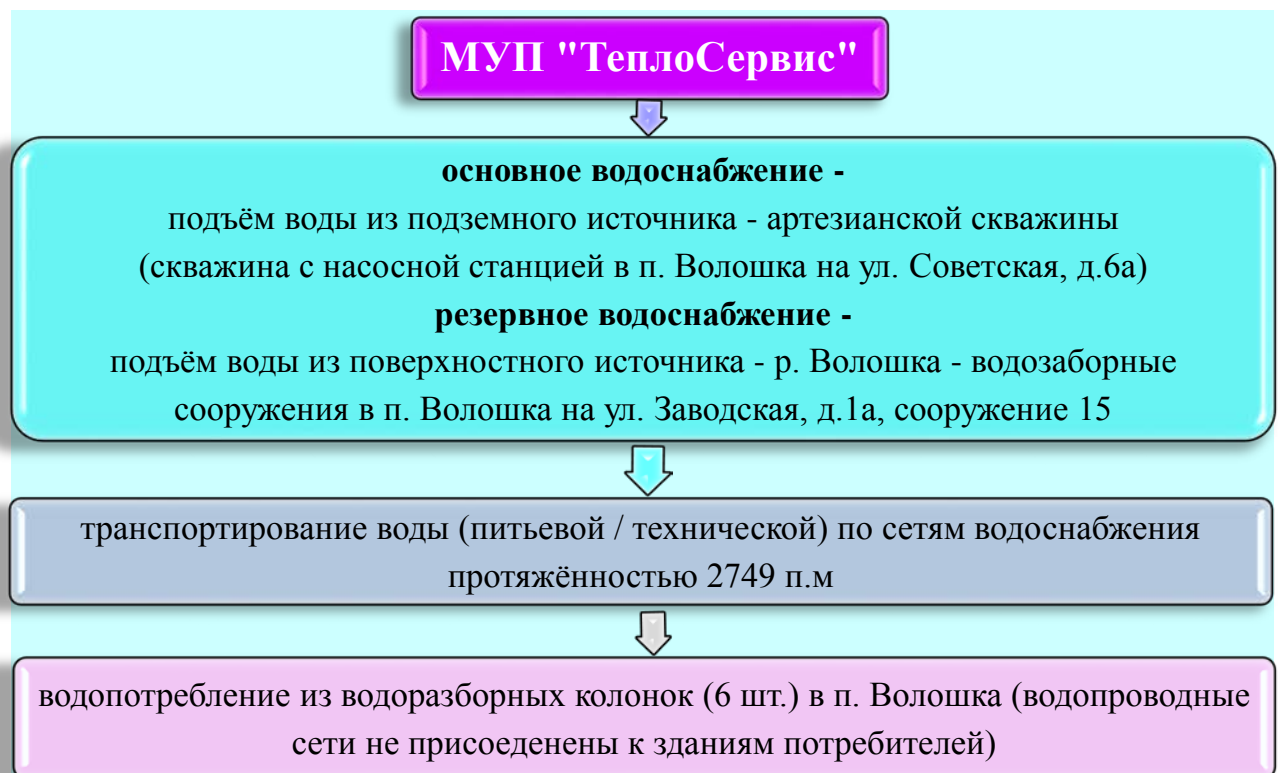 МУП "ТеплоСервис"
основное водоснабжение -
подъём воды из подземного источника - артезианской скважины
(скважина с насосной станцией в п. Волошка на ул. Советская, д.6а)
резервное водоснабжение -
подъём воды из поверхностного источника - р. Волошка - водозаборные
сооружения в п. Волошка на ул. Заводская, д.1а, сооружение 15
транспортирование воды (питьевой / технической) по сетям водоснабжения
протяжённостью 2749 п.м
водопотребление из водоразборных колонок (6 шт.) в п. Волошка (водопроводные
сети не присоеденены к зданиям потребителей)